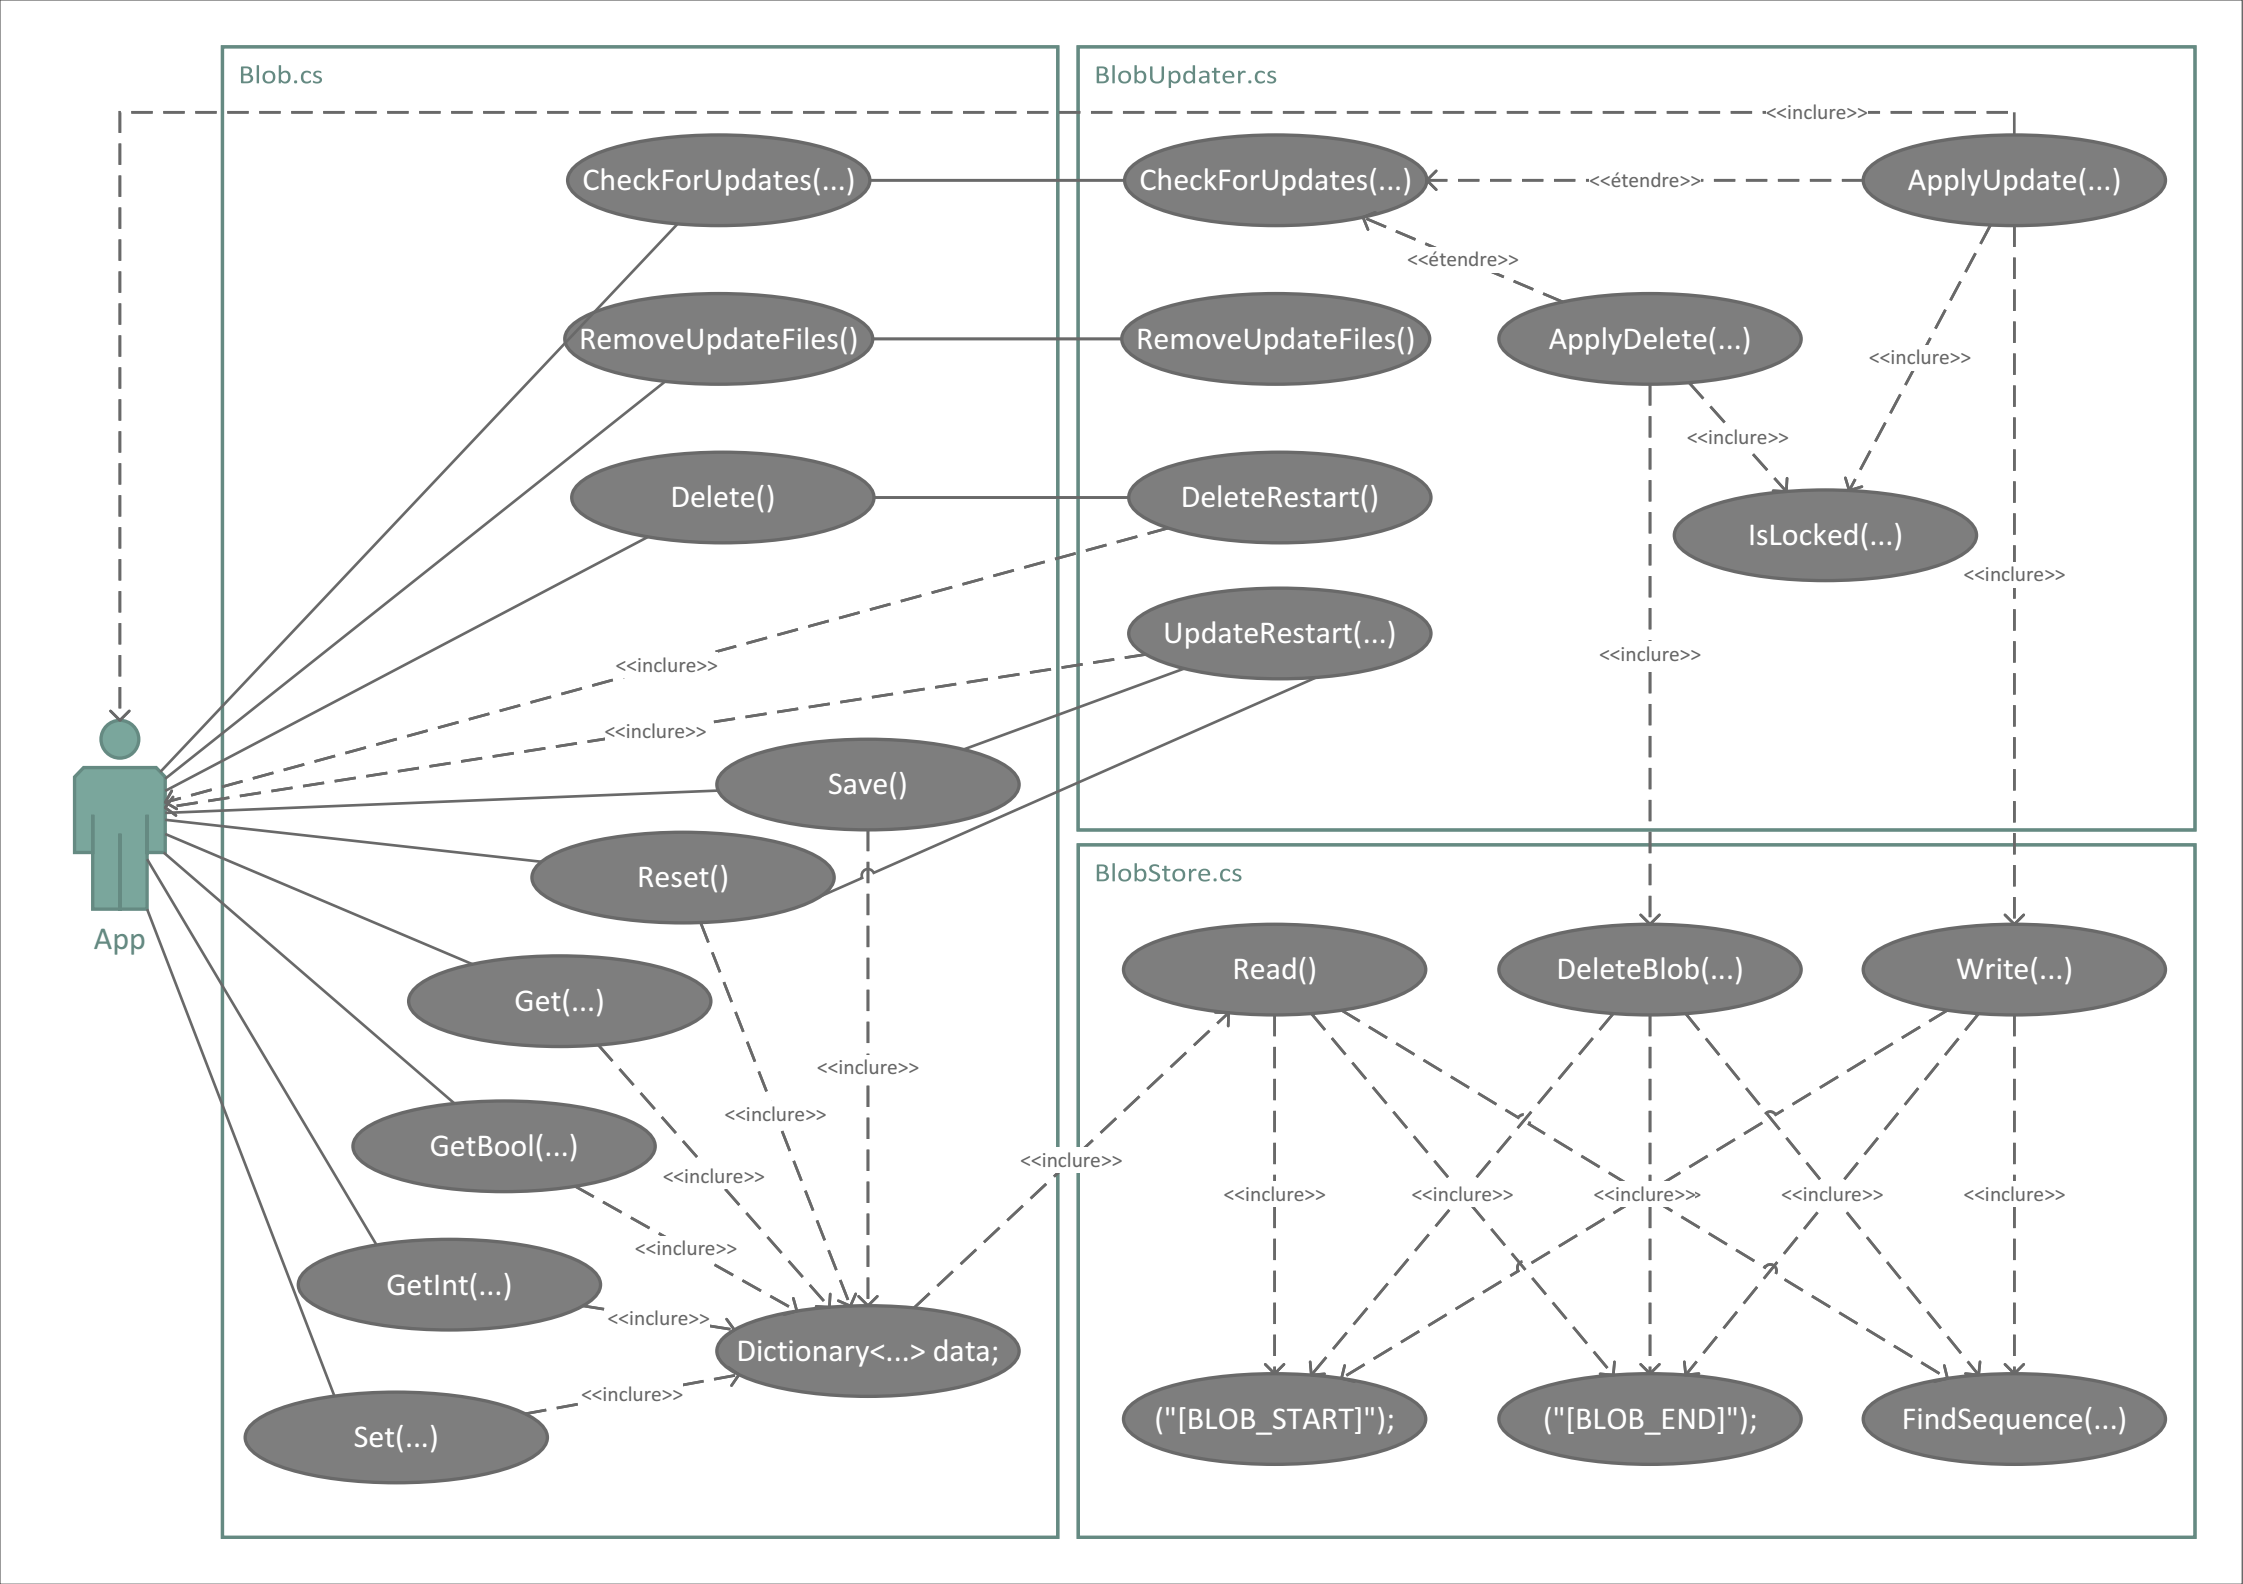 Blob.cs
BlobUpdater.cs
<<inclure>>
CheckForUpdates(...)
CheckForUpdates(...)
<<étendre>>
ApplyUpdate(...)
<<étendre>>
RemoveUpdateFiles()
RemoveUpdateFiles()
ApplyDelete(...)
<<inclure>>
<<inclure>>
Delete()
DeleteRestart()
IsLocked(...)
<<inclure>>
UpdateRestart(...)
<<inclure>>
<<inclure>>
<<inclure>>
Save()
BlobStore.cs
Reset()
App
Read()
DeleteBlob(...)
Write(...)
Get(...)
<<inclure>>
<<inclure>>
GetBool(...)
<<inclure>>
<<inclure>>
<<inclure>>
<<inclure>>
<<inclure>>
<<inclure>>
<<inclure>>
<<inclure>>
GetInt(...)
<<inclure>>
<<inclure>>
Dictionary<...> data;
<<inclure>>
Set(...)
("[BLOB_START]");
("[BLOB_END]");
FindSequence(...)